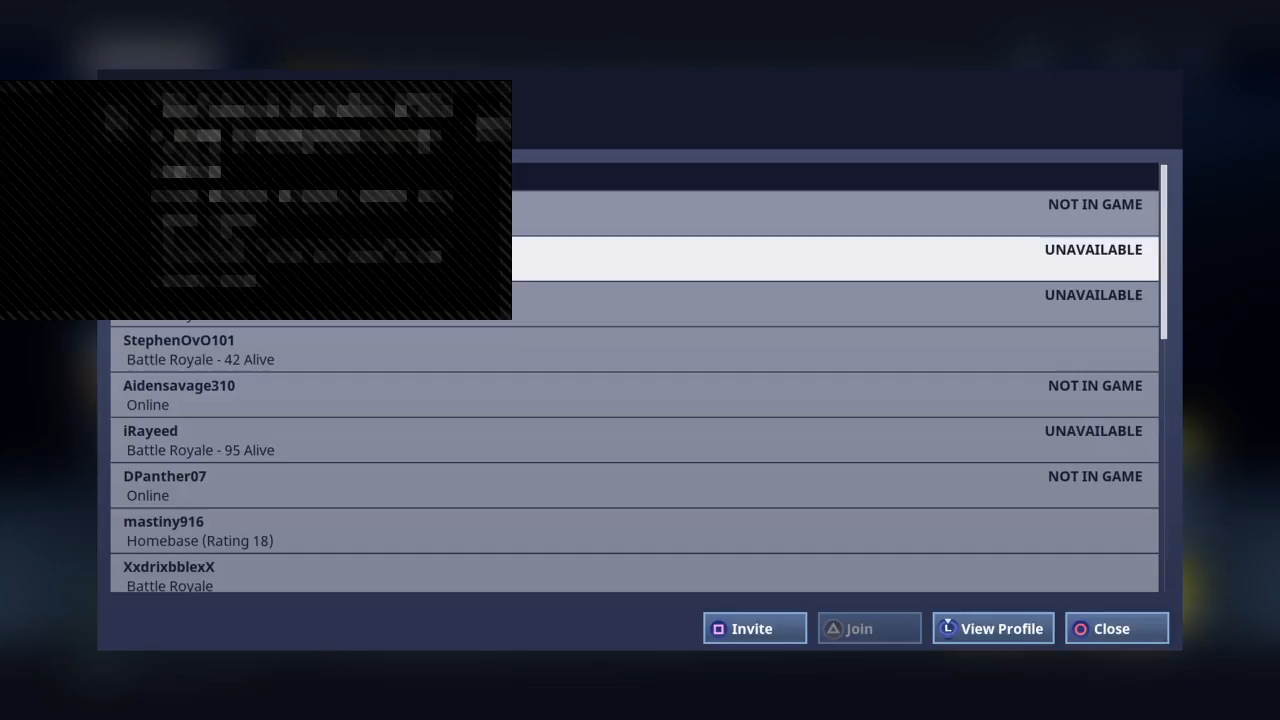 NOT IN GAME
UNAVAILABLE
UNAVAILABLE
StephenOvO101
Battle Royale - 42 Alive
Aidensavage310 NOT IN GAME
Online
iRayeed UNAVAILABLE
Battle Royale - 95 Alive
DPanther07 NOT IN GAME
Online
mastiny916
Homebase (Rating 18)
XxdrixbblexX
Battle Royale
Invite Join View Profile Close